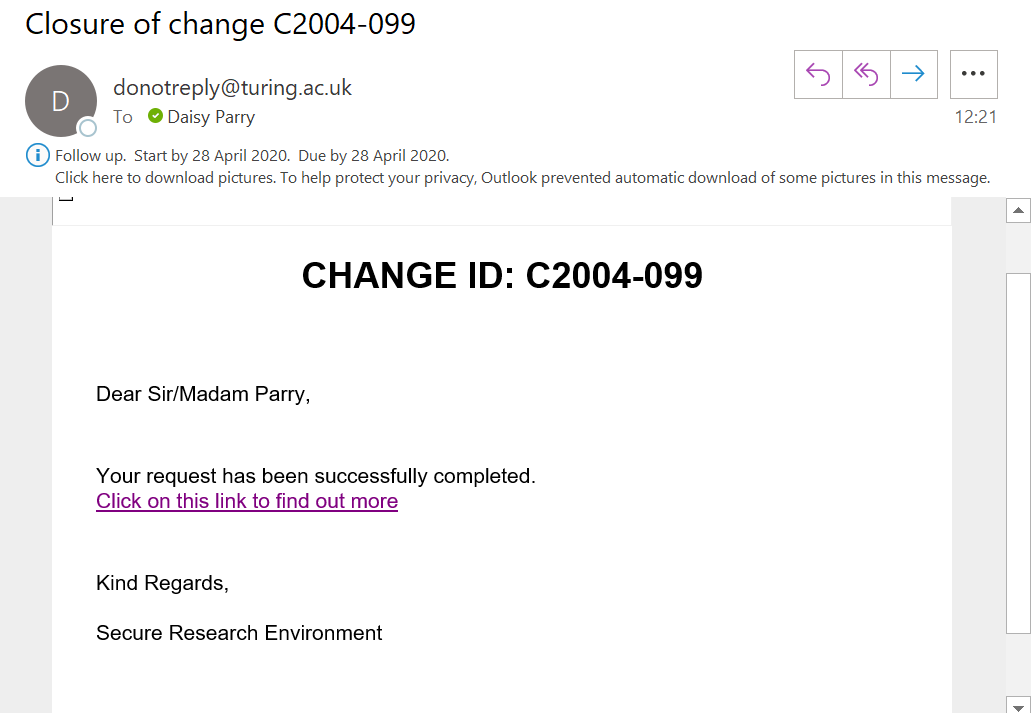 Closure of change C2004-099
D
donotreply@turing.ac.uk
To Daisy Parry
12:21
Follow up. Start by 28 April 2020. Due by 28 April 2020.
Click here to download pictures. To help protect your privacy, Outlook prevented automatic download of some pictures in this message.
CHANGE ID: C2004-099
Dear Sir/Madam Parry,
Your request has been successfully completed.
Click on this link to find out more
Kind Regards,
Secure Research Environment